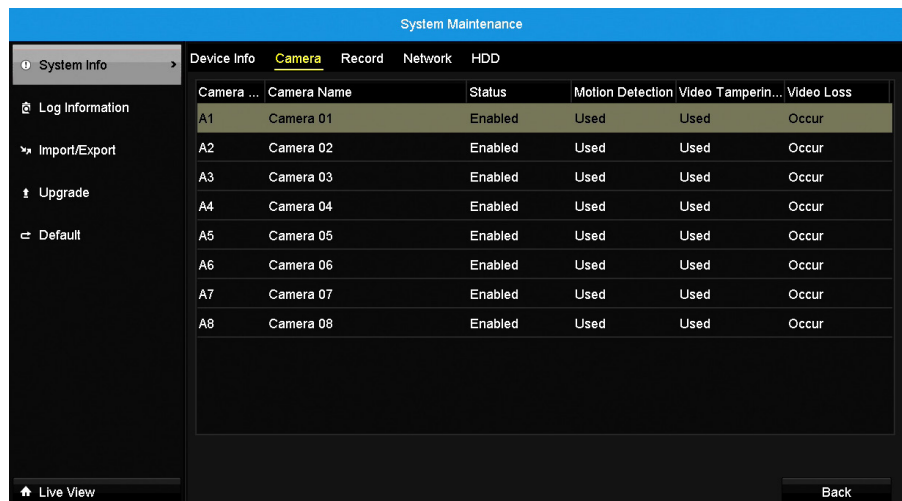 System Maintenance
System Info >
Log Information
Import/Export
Upgrade
Default
Live View
Device Info Camera Record Network HDD
Camera ... Camera Name Status Motion Detection Video Tamperin... Video Loss
A1 Camera 01 Enabled Used Used Occur
A2 Camera 02 Enabled Used Used Occur
A3 Camera 03 Enabled Used Used Occur
A4 Camera 04 Enabled Used Used Occur
A5 Camera 05 Enabled Used Used Occur
A6 Camera 06 Enabled Used Used Occur
A7 Camera 07 Enabled Used Used Occur
A8 Camera 08 Enabled Used Used Occur
Back